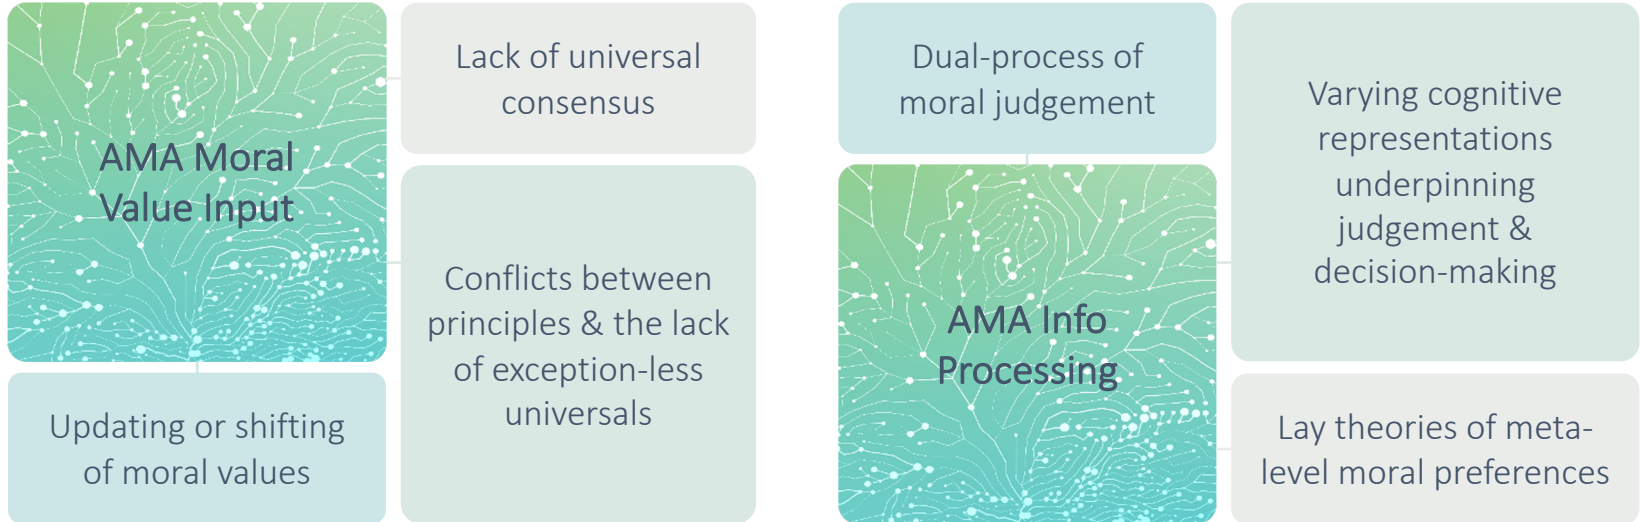 AMA Moral
Value Input
Lack of universal
consensus
Conflicts between
principles & the lack
of exception-less
universals
Updating or shifting
of moral values
Dual-process of
moral judgement
AMA Info
Processing
Varying cognitive
representations
underpinning
judgement &
decision-making
Lay theories of meta-
level moral preferences